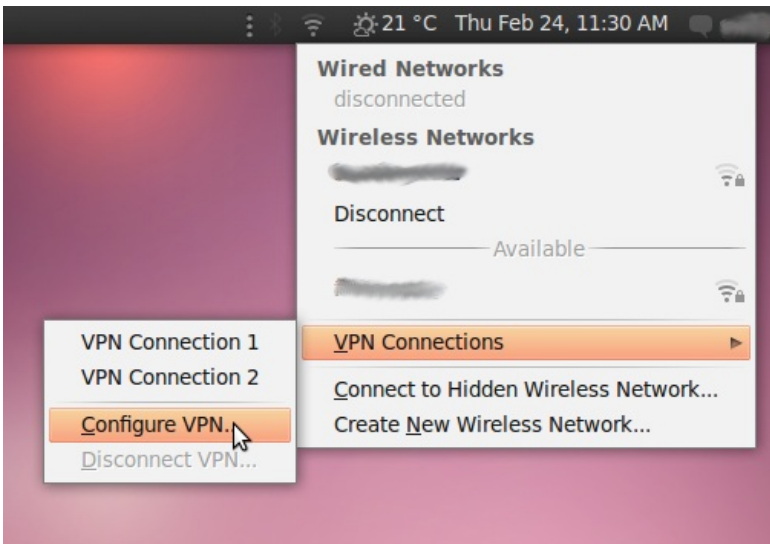 21 °C Thu Feb 24, 11:30 AM
Wired Networks
disconnected
Wireless Networks
Disconnect
Available
VPN Connections
Connect to Hidden Wireless Network...
Create New Wireless Network...
VPN Connection 1
VPN Connection 2
Configure VPN...
Disconnect VPN...